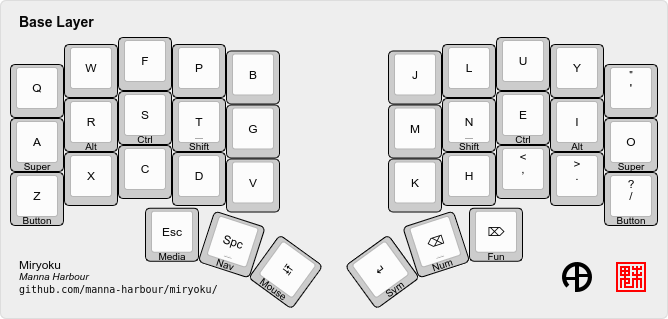 Base Layer
Q W F P B J L U Y " '
A Super R Alt S Ctrl T Shift G M N Shift E Ctrl I Alt O Super
Z Button X C D V K H < , > . ? / Button
Esc Media Spc Nav ↹ Mouse ↵ Sym ⌫ Num ⌦ Fun
Miryoku
Manna Harbour
github.com/manna-harbour/miryoku/